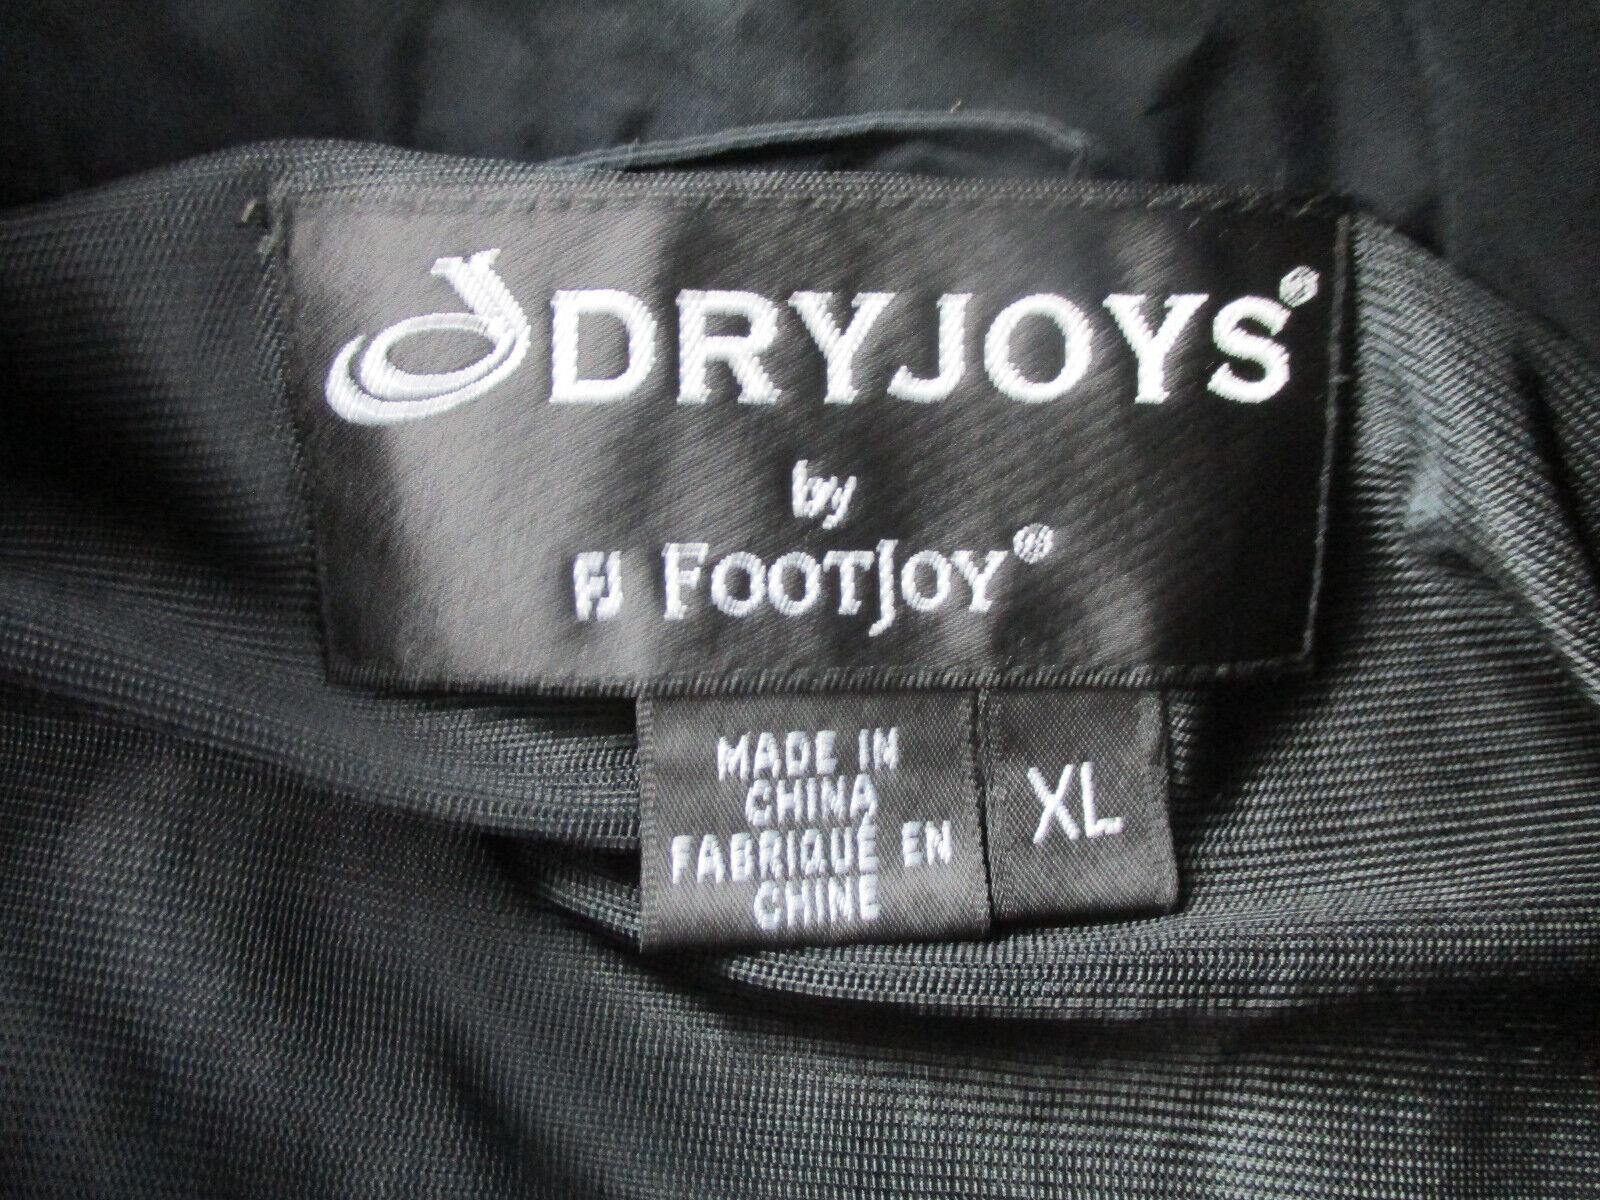 DRYJOYS®
by
FJ FOOTJOY®
MADE IN
CHINA
FABRIQUÉ EN
CHINE
XL